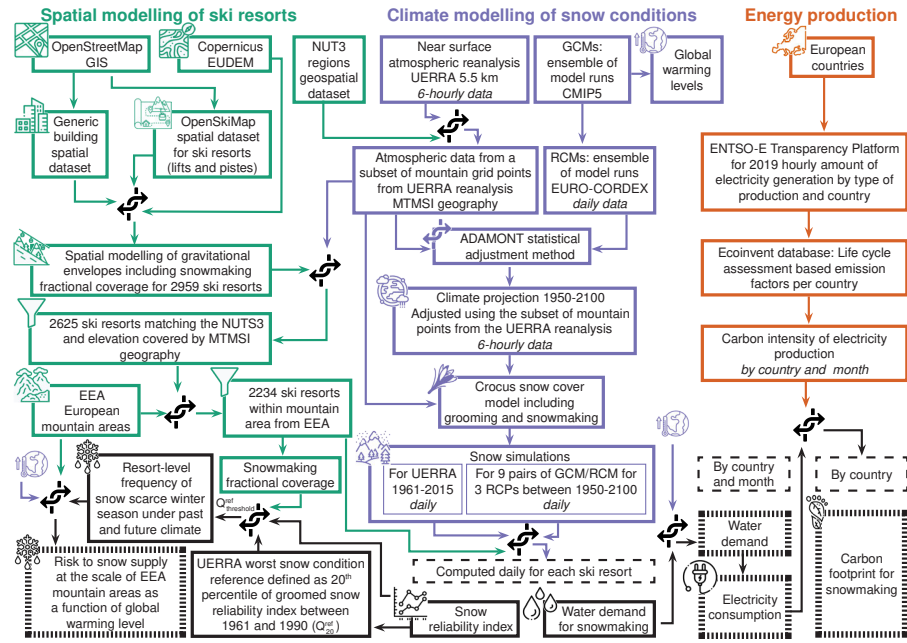 Spatial modelling of ski resorts
OpenStreetMap
GIS
Copernicus
EUDEM
NUT3
regions
geospatial
dataset
Generic
building
spatial
dataset
OpenSkiMap
spatial dataset
for ski resorts
(lifts and pistes)
Spatial modelling of gravitational
envelopes including snowmaking
fractional coverage for 2959 ski resorts
2625 ski resorts matching the NUTS3
and elevation covered by MTMSI
geography
EEA
European
mountain areas
2234 ski resorts
within mountain
area from EEA
Snowmaking
fractional coverage
Resort-level
frequency of
snow scarce winter
season under past
and future climate
Q^ref_threshold
Risk to snow supply
at the scale of EEA
mountain areas as
a function of global
warming level
UERRA worst snow condition
reference defined as 20th
percentile of groomed snow
reliability index between
1961 and 1990 (Q^ref_20)
Climate modelling of snow conditions
Near surface
atmospheric reanalysis
UERRA 5.5 km
6-hourly data
GCMs:
ensemble of
model runs
CMIP5
Global
warming
levels
Atmospheric data from a
subset of mountain grid points
from UERRA reanalysis
MTMSI geography
RCMs: ensemble
of model runs
EURO-CORDEX
daily data
ADAMONT statistical
adjustment method
Climate projection 1950-2100
Adjusted using the subset of mountain
points from the UERRA reanalysis
6-hourly data
Crocus snow cover
model including
grooming and snowmaking
Snow simulations
For UERRA
1961-2015
daily
For 9 pairs of GCM/RCM for
3 RCPs between 1950-2100
daily
Computed daily for each ski resort
Snow
reliability index
Water demand
for snowmaking
Energy production
European
countries
ENTSO-E Transparency Platform
for 2019 hourly amount of
electricity generation by type of
production and country
Ecoinvent database: Life cycle
assessment based emission
factors per country
Carbon intensity of electricity
production
by country and month
By country
and month
By country
Water
demand
Electricity
consumption
Carbon
footprint for
snowmaking